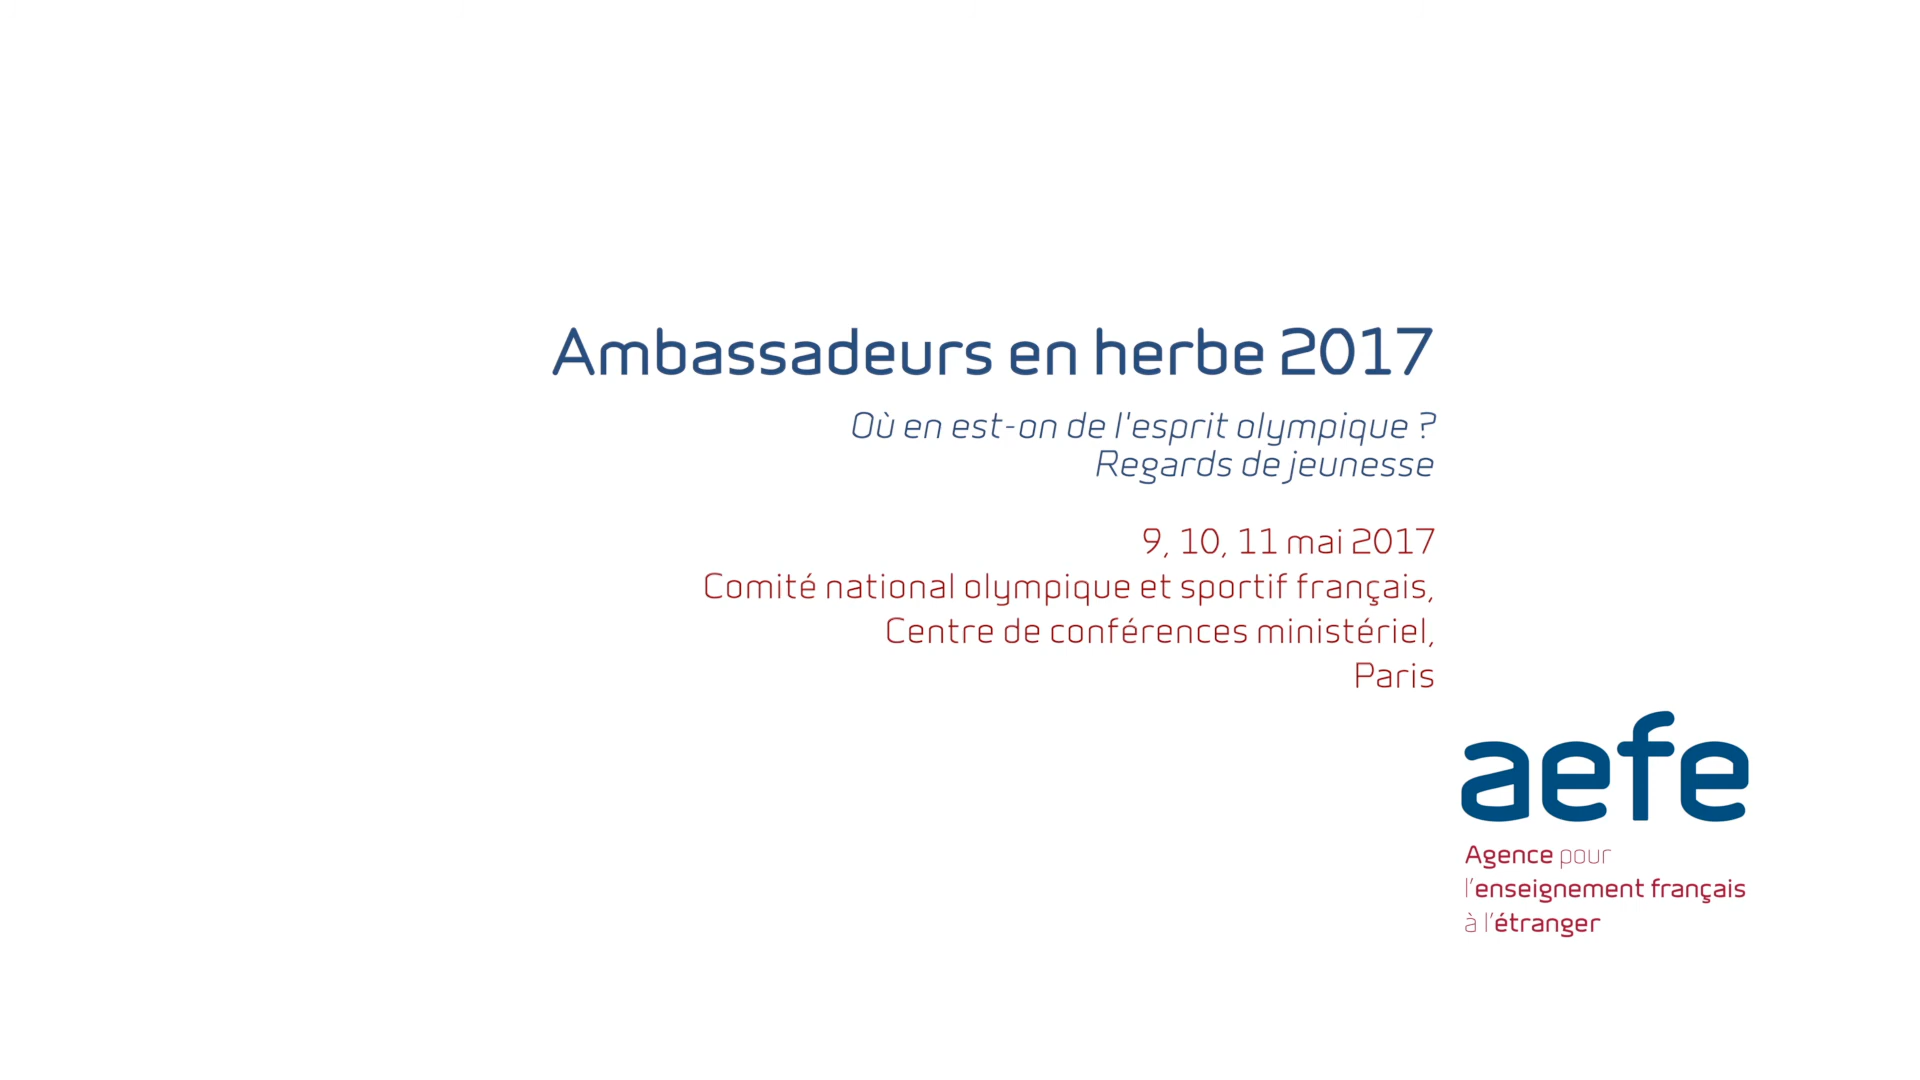 Ambassadeurs en herbe 2017
Où en est-on de l'esprit olympique ?
Regards de jeunesse
9, 10, 11 mai 2017
Comité national olympique et sportif français,
Centre de conférences ministériel,
Paris
aefe
Agence pour
l'enseignement français
à l'étranger